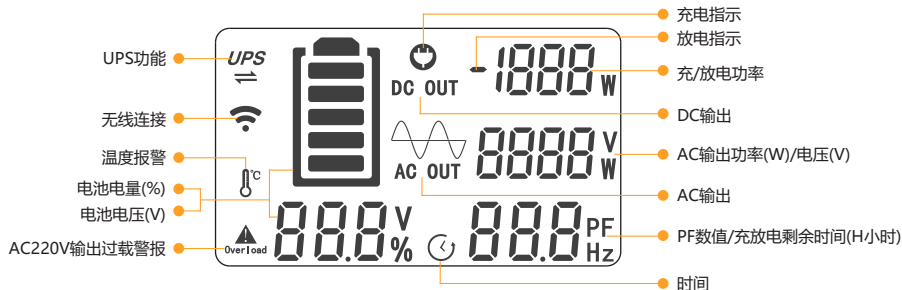 充电指示
放电指示
UPS功能
UPS
-1888 W
充/放电功率
DC OUT
DC输出
无线连接
8888 V W
AC输出功率(W)/电压(V)
温度报警
℃
AC OUT
AC输出
电池电量(%)
电池电压(V)
88.8 V %
88.8 PF Hz
PF数值/充放电剩余时间(H小时)
AC220V输出过载警报
Overload
时间